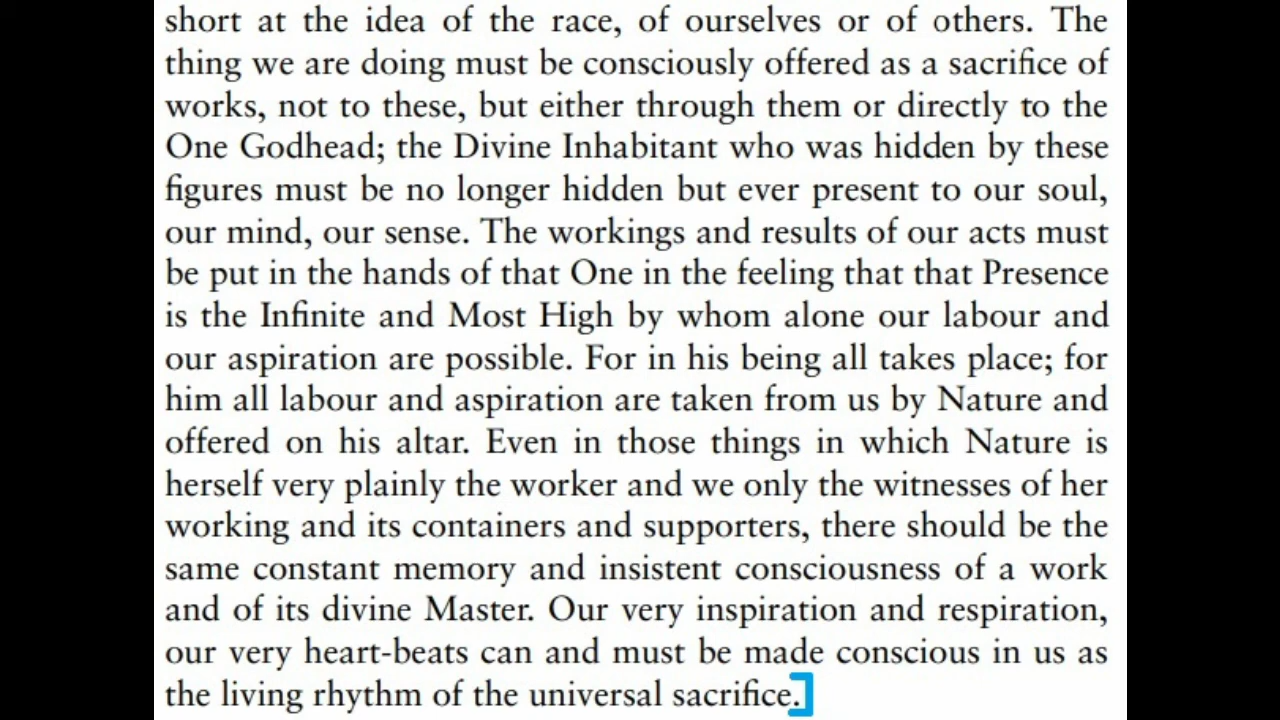 short at the idea of the race, of ourselves or of others. The
thing we are doing must be consciously offered as a sacrifice of
works, not to these, but either through them or directly to the
One Godhead; the Divine Inhabitant who was hidden by these
figures must be no longer hidden but ever present to our soul,
our mind, our sense. The workings and results of our acts must
be put in the hands of that One in the feeling that that Presence
is the Infinite and Most High by whom alone our labour and
our aspiration are possible. For in his being all takes place; for
him all labour and aspiration are taken from us by Nature and
offered on his altar. Even in those things in which Nature is
herself very plainly the worker and we only the witnesses of her
working and its containers and supporters, there should be the
same constant memory and insistent consciousness of a work
and of its divine Master. Our very inspiration and respiration,
our very heart-beats can and must be made conscious in us as
the living rhythm of the universal sacrifice.]